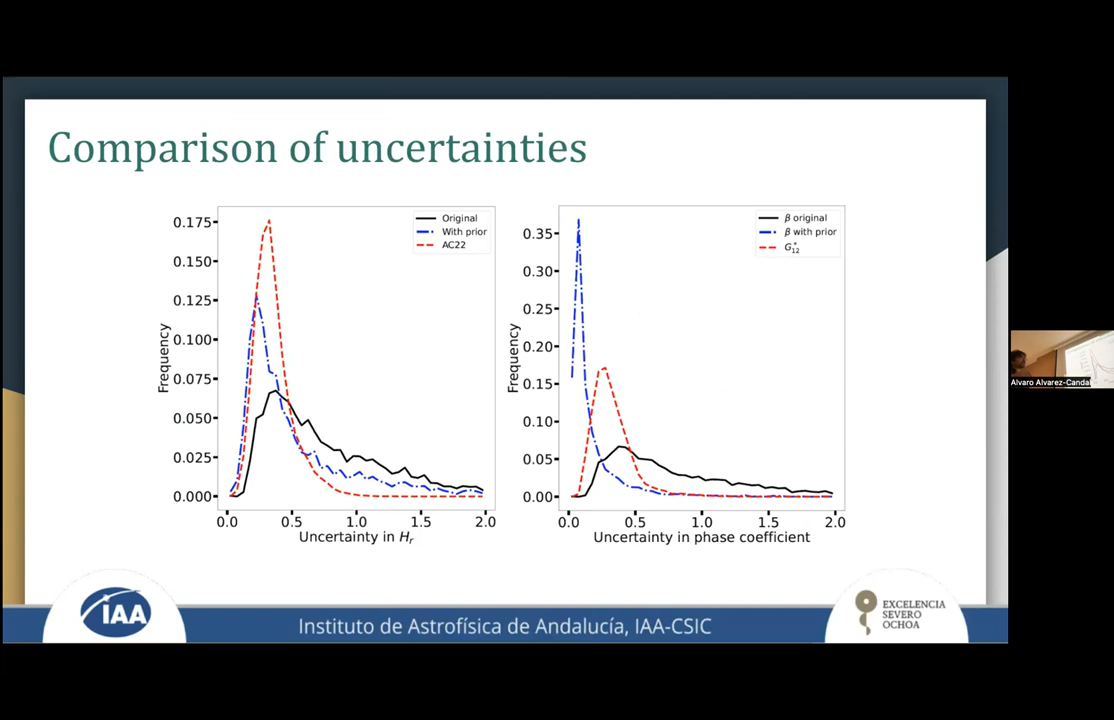 Comparison of uncertainties
Original
With prior
AC22
0.175
0.150
0.125
0.100
0.075
0.050
0.025
0.000
Frequency
0.0 0.5 1.0 1.5 2.0
Uncertainty in Hr
β original
β with prior
G*12
0.35
0.30
0.25
0.20
0.15
0.10
0.05
0.00
Frequency
0.0 0.5 1.0 1.5 2.0
Uncertainty in phase coefficient
Alvaro Alvarez-Candal
IAA
Instituto de Astrofísica de Andalucía, IAA-CSIC
EXCELENCIA
SEVERO
OCHOA